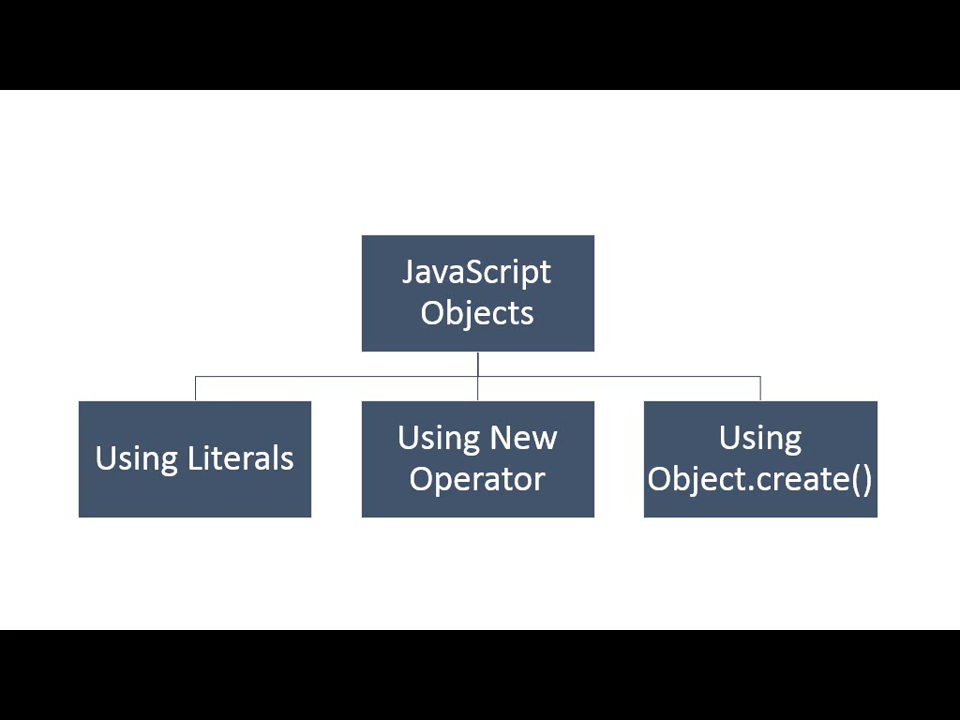 JavaScript
Objects
Using Literals
Using New
Operator
Using
Object.create()